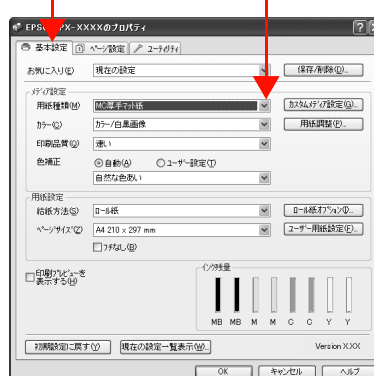 EPSON PX-XXXXのプロパティ
基本設定 ページ設定 ユーティリティ
お気に入り(E) 現在の設定 保存/削除(D)...
メディア設定
用紙種類(M) MC厚手マット紙 カスタムメディア設定(G)...
カラー(C) カラー/白黒画像 用紙調整(P)...
印刷品質(Q) 速い
色補正 自動(A) ユーザー設定(T)
自然な色あい
用紙設定
給紙方法(S) ロール紙 ロール紙オプション(I)...
ページサイズ(Z) A4 210 x 297 mm ユーザー用紙設定(F)...
フチなし(B)
印刷プレビューを
表示する(H)
インク残量
MB MB M M C C Y Y
初期設定に戻す(Y) 現在の設定一覧表示(W)... Version X.XX
OK キャンセル ヘルプ